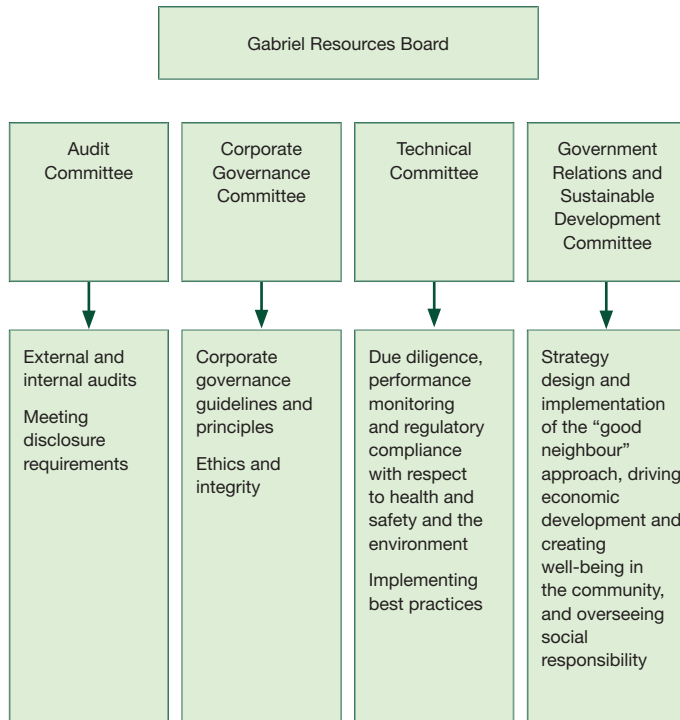 Gabriel Resources Board
Audit
Committee
Corporate
Governance
Committee
Technical
Committee
Government
Relations and
Sustainable
Development
Committee
External and
internal audits
Meeting
disclosure
requirements
Corporate
governance
guidelines and
principles
Ethics and
integrity
Due diligence,
performance
monitoring
and regulatory
compliance
with respect
to health and
safety and the
environment
Implementing
best practices
Strategy
design and
implementation
of the “good
neighbour”
approach, driving
economic
development and
creating
well-being in
the community,
and overseeing
social
responsibility